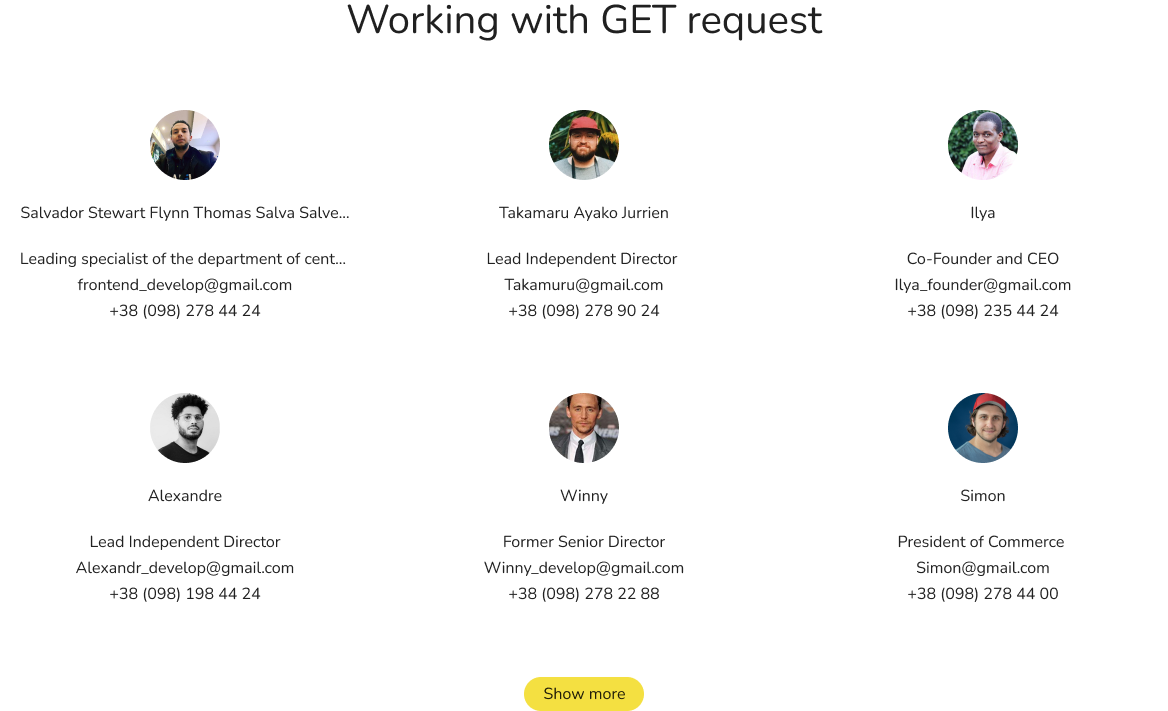 Working with GET request
Salvador Stewart Flynn Thomas Salva Salve...
Takamaru Ayako Jurrien
Ilya
Leading specialist of the department of cent...
Lead Independent Director
Co-Founder and CEO
frontend_develop@gmail.com
Takamuru@gmail.com
Ilya_founder@gmail.com
+38 (098) 278 44 24
+38 (098) 278 90 24
+38 (098) 235 44 24
Alexandre
Winny
Simon
Lead Independent Director
Former Senior Director
President of Commerce
Alexandr_develop@gmail.com
Winny_develop@gmail.com
Simon@gmail.com
+38 (098) 198 44 24
+38 (098) 278 22 88
+38 (098) 278 44 00
Show more